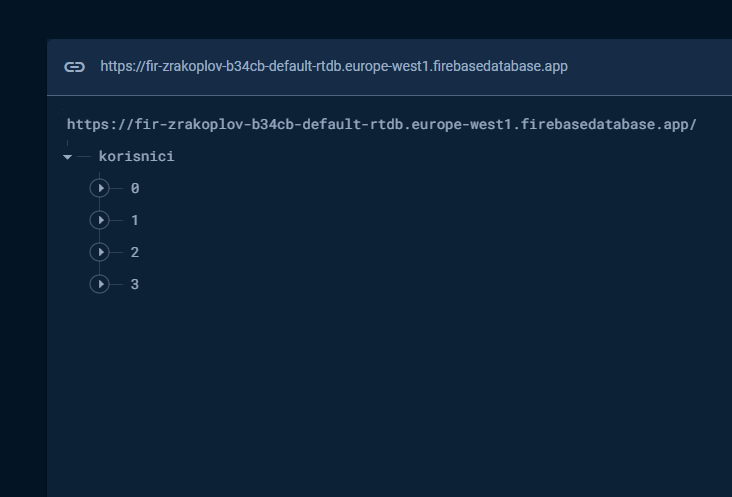 https://fir-zrakoplov-b34cb-default-rtdb.europe-west1.firebasedatabase.app
https://fir-zrakoplov-b34cb-default-rtdb.europe-west1.firebasedatabase.app/
korisnici
0
1
2
3